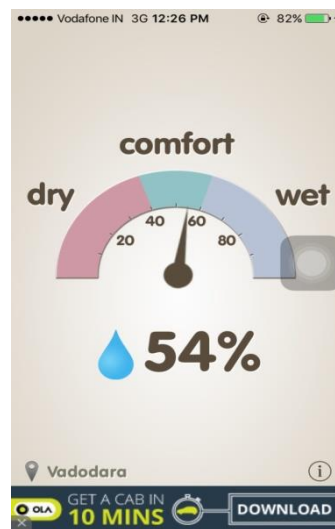 Vodafone IN 3G 12:26 PM 82%
comfort
dry wet
20 40 60 80
54%
Vadodara i
OLA GET A CAB IN 10 MINS DOWNLOAD